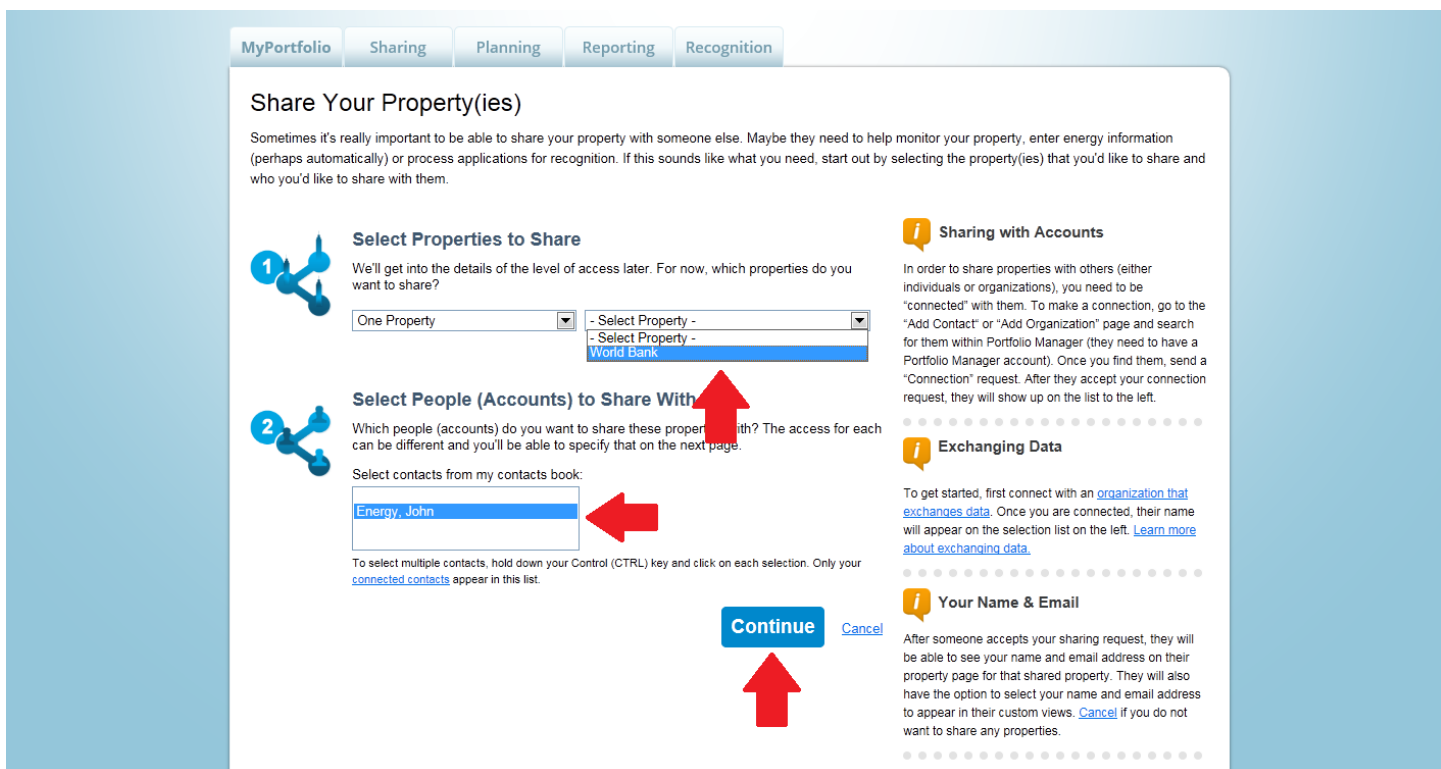 MyPortfolio Sharing Planning Reporting Recognition
Share Your Property(ies)
Sometimes it's really important to be able to share your property with someone else. Maybe they need to help monitor your property, enter energy information
(perhaps automatically) or process applications for recognition. If this sounds like what you need, start out by selecting the property(ies) that you'd like to share and
who you'd like to share with them.
1
Select Properties to Share
We'll get into the details of the level of access later. For now, which properties do you
want to share?
One Property
- Select Property -
- Select Property -
World Bank
2
Select People (Accounts) to Share With
Which people (accounts) do you want to share these with? The access for each
can be different and you'll be able to specify that on the next page.
Select contacts from my contacts book:
Energy, John
To select multiple contacts, hold down your Control (CTRL) key and click on each selection. Only your
connected contacts appear in this list.
Continue Cancel
i Sharing with Accounts
In order to share properties with others (either
individuals or organizations), you need to be
"connected" with them. To make a connection, go to the
"Add Contact" or "Add Organization" page and search
for them within Portfolio Manager (they need to have a
Portfolio Manager account). Once you find them, send a
"Connection" request. After they accept your connection
request, they will show up on the list to the left.
i Exchanging Data
To get started, first connect with an organization that
exchanges data. Once you are connected, their name
will appear on the selection list on the left. Learn more
about exchanging data.
i Your Name & Email
After someone accepts your sharing request, they will
be able to see your name and email address on their
property page for that shared property. They will also
have the option to select your name and email address
to appear in their custom views. Cancel if you do not
want to share any properties.